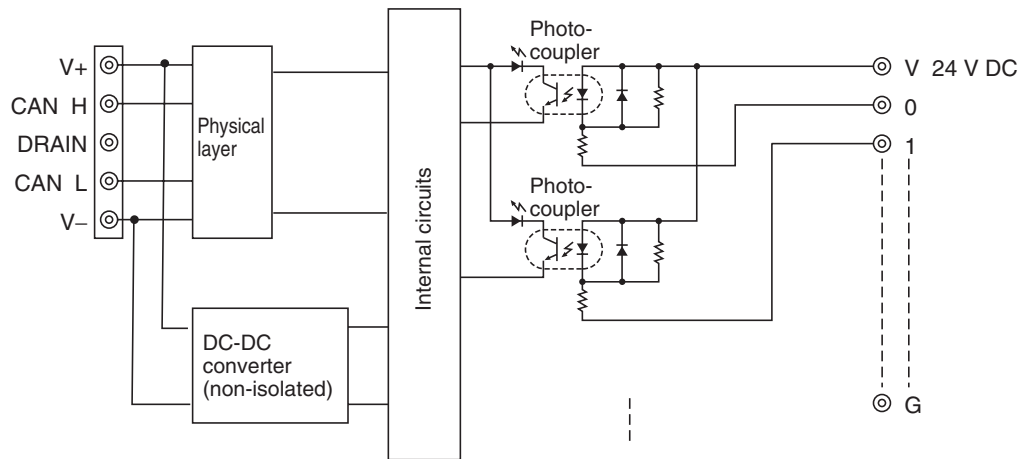 V+
CAN H
DRAIN
CAN L
V–
Physical
layer
DC-DC
converter
(non-isolated)
Internal circuits
Photo-
coupler
Photo-
coupler
V 24 V DC
0
1
G